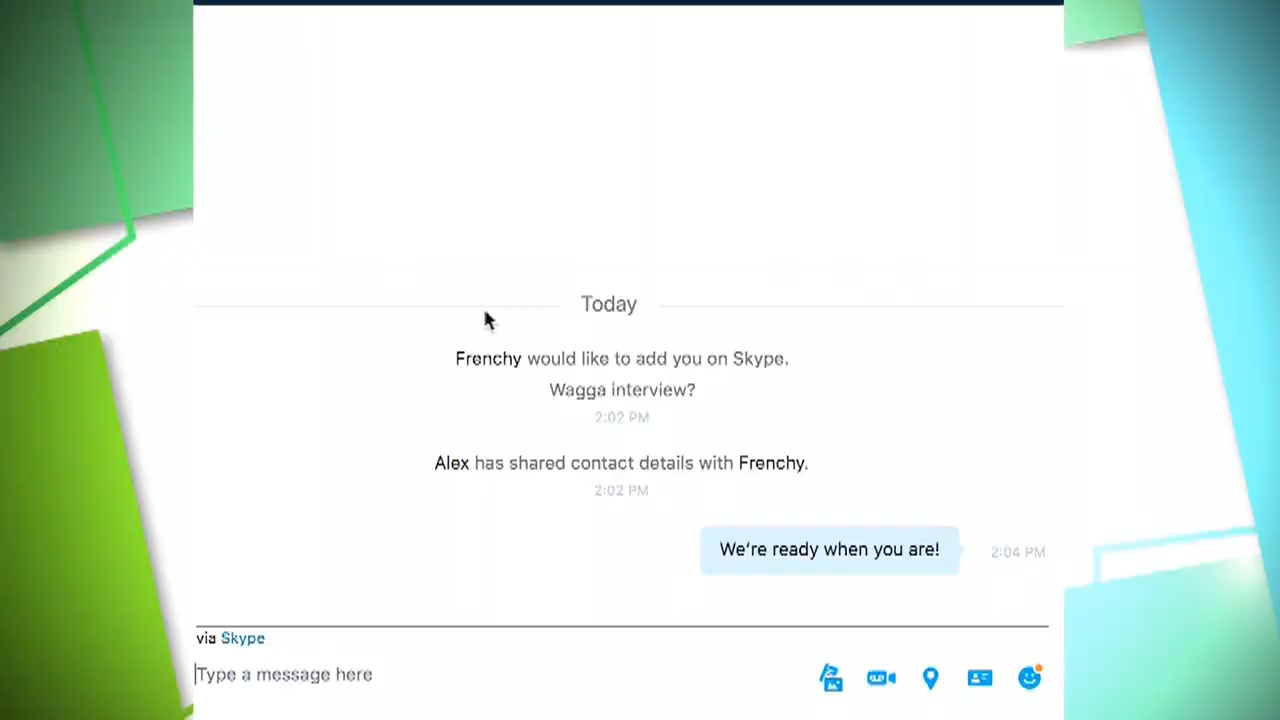 Today
Frenchy would like to add you on Skype.
Wagga interview?
2:02 PM
Alex has shared contact details with Frenchy.
2:02 PM
We're ready when you are!
2:04 PM
via Skype
Type a message here